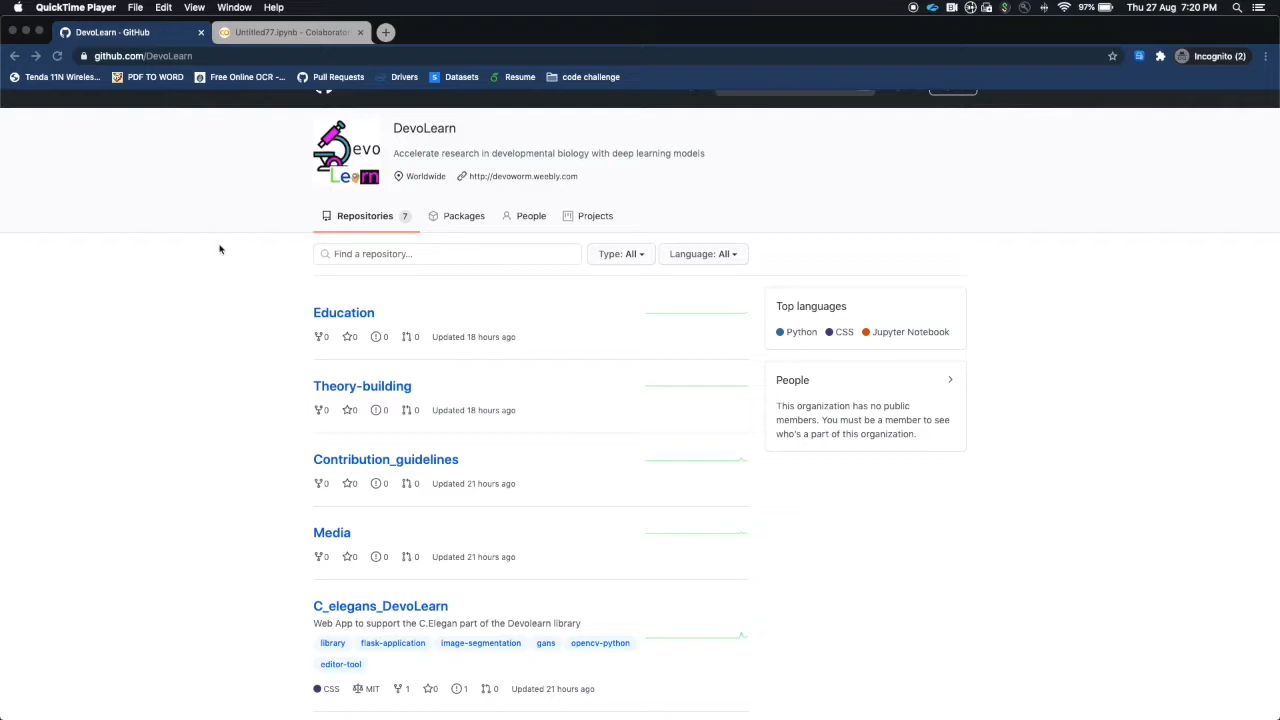 QuickTime Player File Edit View Window Help 91% Thu 27 Aug 7:20 PM
DevoLearn · GitHub Untitled77.ipynb - Colaborator
github.com/DevoLearn Incognito (2)
Tenda 11N Wireles... PDF TO WORD Free Online OCR -... Pull Requests Drivers Datasets Resume code challenge
evo
Learn
DevoLearn
Accelerate research in developmental biology with deep learning models
Worldwide http://devoworm.weebly.com
Repositories 7 Packages People Projects
Find a repository... Type: All Language: All
Education
0 0 0 0 Updated 18 hours ago
Theory-building
0 0 0 0 Updated 18 hours ago
Contribution_guidelines
0 0 0 0 Updated 21 hours ago
Media
0 0 0 0 Updated 21 hours ago
C_elegans_DevoLearn
Web App to support the C.Elegan part of the Devolearn library
library flask-application image-segmentation gans opencv-python
editor-tool
CSS MIT 1 0 1 0 Updated 21 hours ago
Top languages
Python CSS Jupyter Notebook
People
This organization has no public
members. You must be a member to see
who's a part of this organization.